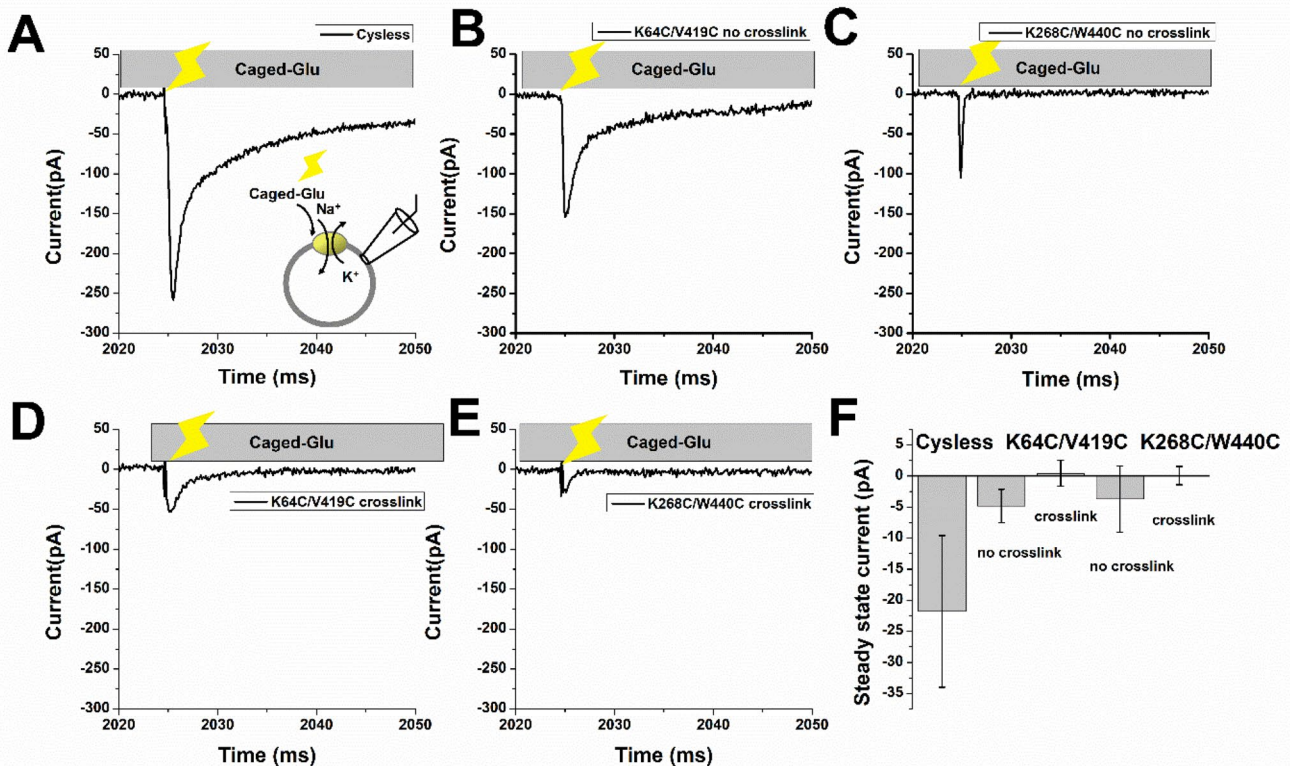 A
Cysless
Caged-Glu
50
0
-50
-100
-150
-200
-250
-300
Current(pA)
Caged-Glu
Na+
K+
2020 2030 2040 2050
Time (ms)
B
K64C/V419C no crosslink
Caged-Glu
50
0
-50
-100
-150
-200
-250
-300
Current(pA)
2020 2030 2040 2050
Time (ms)
C
K268C/W440C no crosslink
Caged-Glu
50
0
-50
-100
-150
-200
-250
-300
Current(pA)
2020 2030 2040 2050
Time (ms)
D
Caged-Glu
K64C/V419C crosslink
50
0
-50
-100
-150
-200
-250
-300
Current(pA)
2020 2030 2040 2050
Time (ms)
E
Caged-Glu
K268C/W440C crosslink
50
0
-50
-100
-150
-200
-250
-300
Current(pA)
2020 2030 2040 2050
Time (ms)
F
Cysless K64C/V419C K268C/W440C
5
0
-5
-10
-15
-20
-25
-30
-35
Steady state current (pA)
crosslink
crosslink
no crosslink
no crosslink